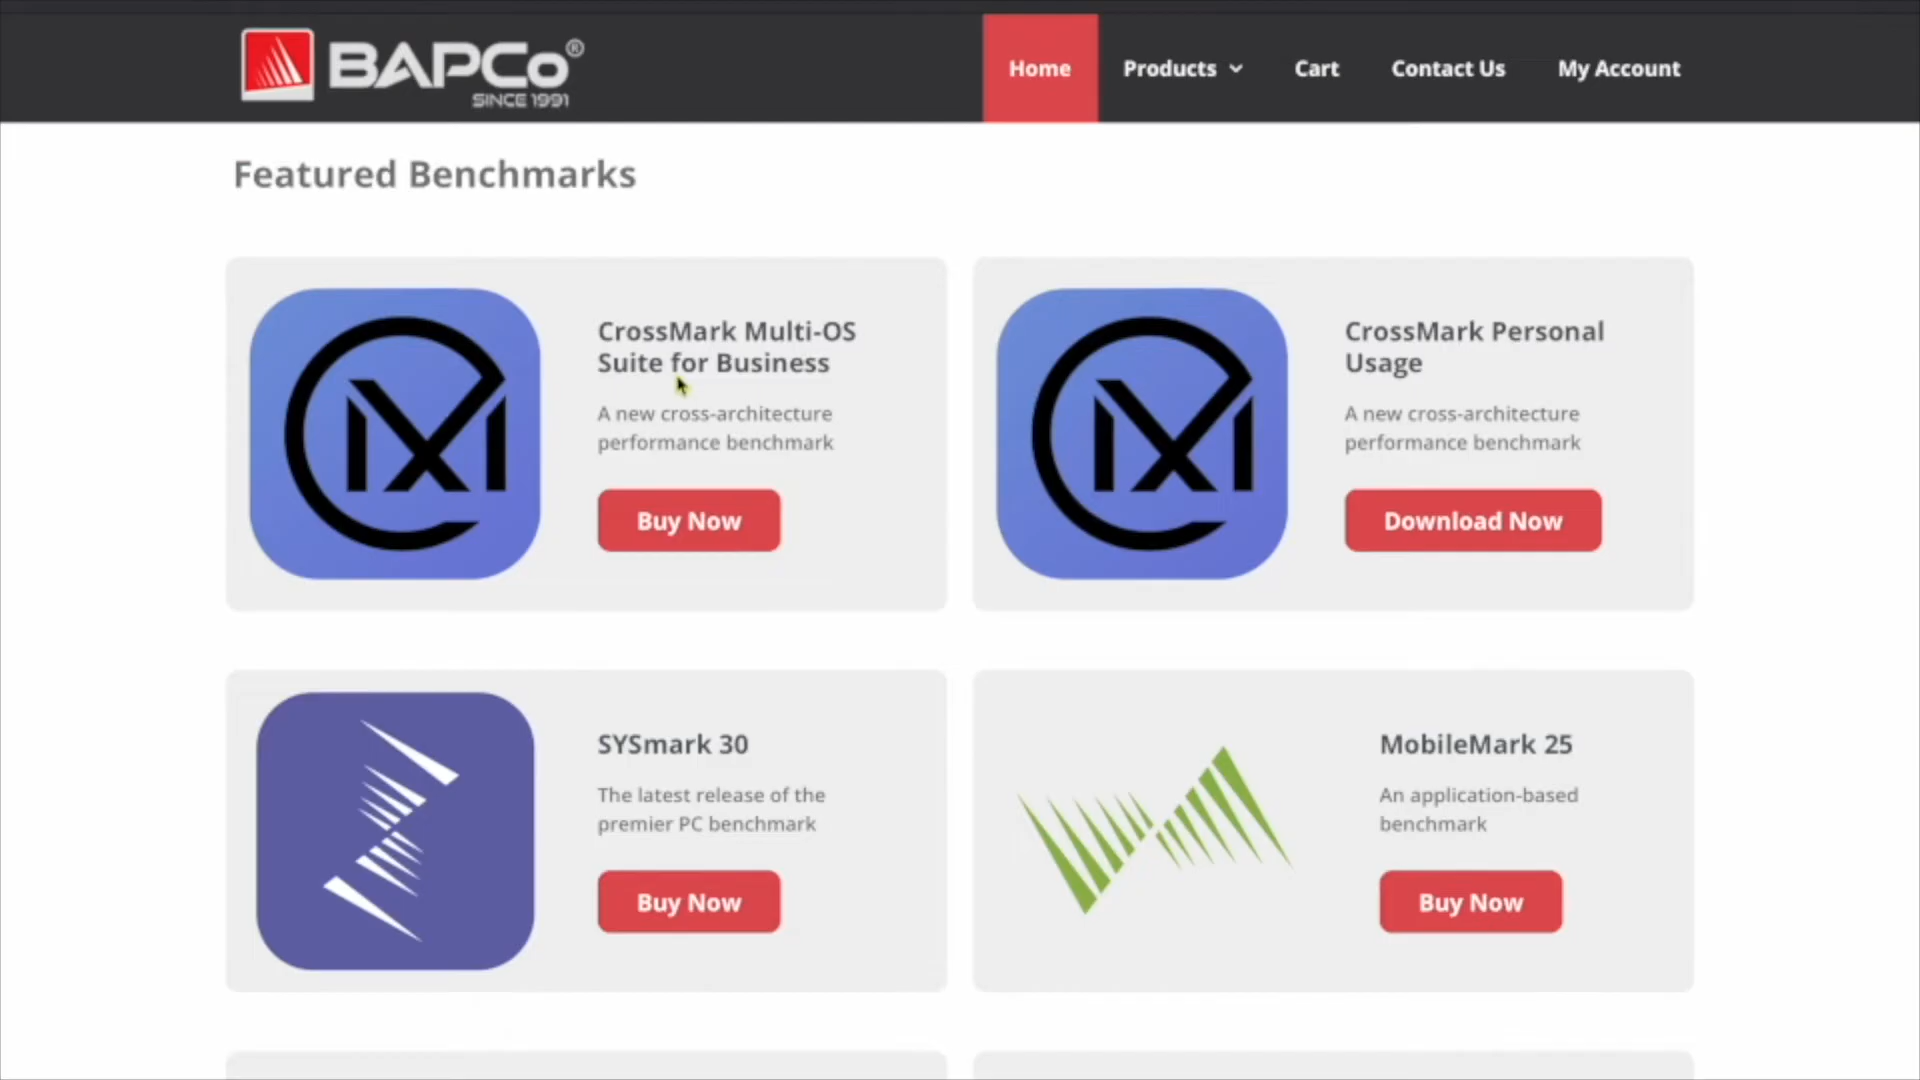 BAPCo®
SINCE 1991
Home
Products
Cart
Contact Us
My Account
Featured Benchmarks
CrossMark Multi-OS
Suite for Business
A new cross-architecture
performance benchmark
Buy Now
CrossMark Personal
Usage
A new cross-architecture
performance benchmark
Download Now
SYSmark 30
The latest release of the
premier PC benchmark
Buy Now
MobileMark 25
An application-based
benchmark
Buy Now